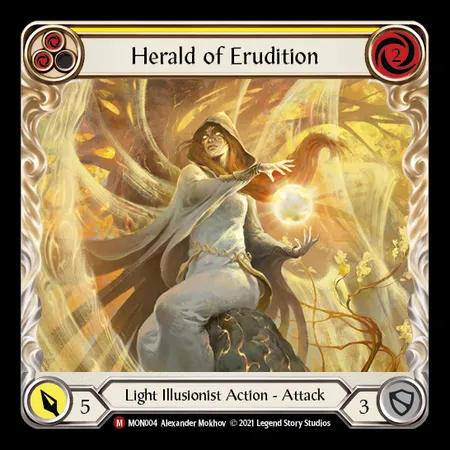 Herald of Erudition
2
5
Light Illusionist Action - Attack
3
M MON004 Alexander Mokhov © 2021 Legend Story Studios